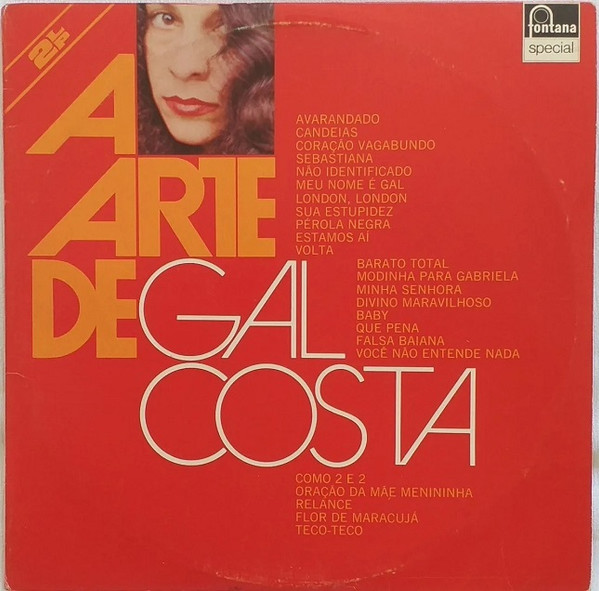 2LP
fontana
special
A
ARTE
DE
GAL
COSTA
AVARANDADO
CANDEIAS
CORAÇÃO VAGABUNDO
SEBASTIANA
NÃO IDENTIFICADO
MEU NOME É GAL
LONDON, LONDON
SUA ESTUPIDEZ
PÉROLA NEGRA
ESTAMOS AÍ
VOLTA
BARATO TOTAL
MODINHA PARA GABRIELA
MINHA SENHORA
DIVINO MARAVILHOSO
BABY
QUE PENA
FALSA BAIANA
VOCÊ NÃO ENTENDE NADA
COMO 2 E 2
ORAÇÃO DA MÃE MENININHA
RELANCE
FLOR DE MARACUJÁ
TECO-TECO